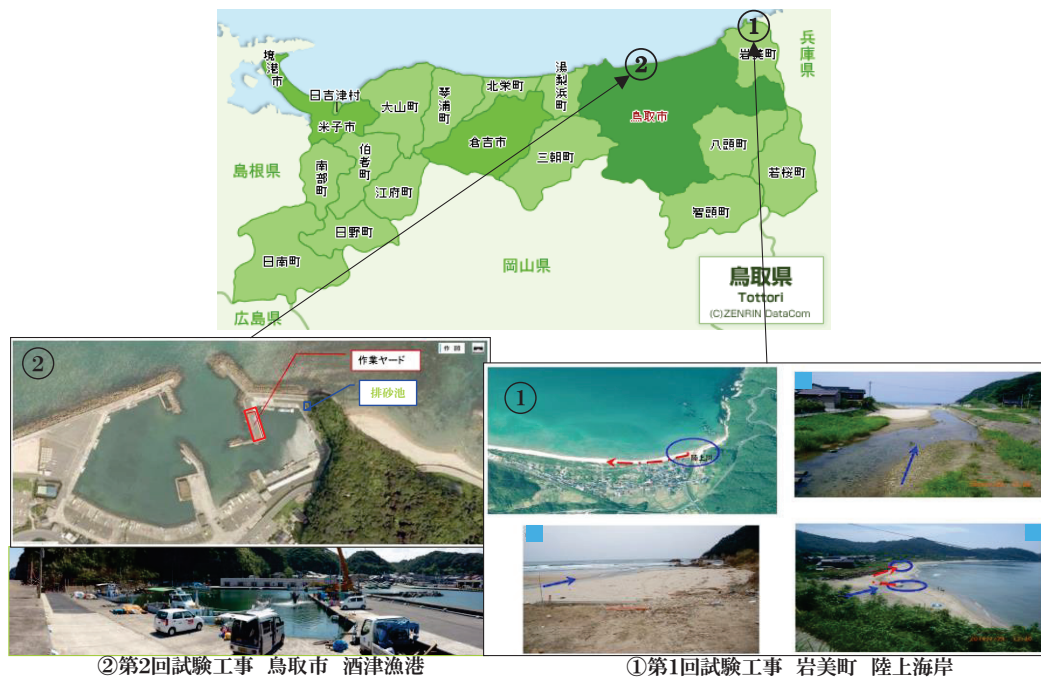 ①
兵庫県
岩美町
②
境港市
日吉津村
大山町
琴浦町
北栄町
湯梨浜町
鳥取市
米子市
倉吉市
八頭町
三朝町
伯耆町
島根県
南部町
若桜町
江府町
智頭町
日野町
日南町
岡山県
鳥取県
Tottori
(C)ZENRIN DataCom
広島県
②
作業ヤード
排砂池
①
陸上川
②第2回試験工事 鳥取市 酒津漁港
①第1回試験工事 岩美町 陸上海岸